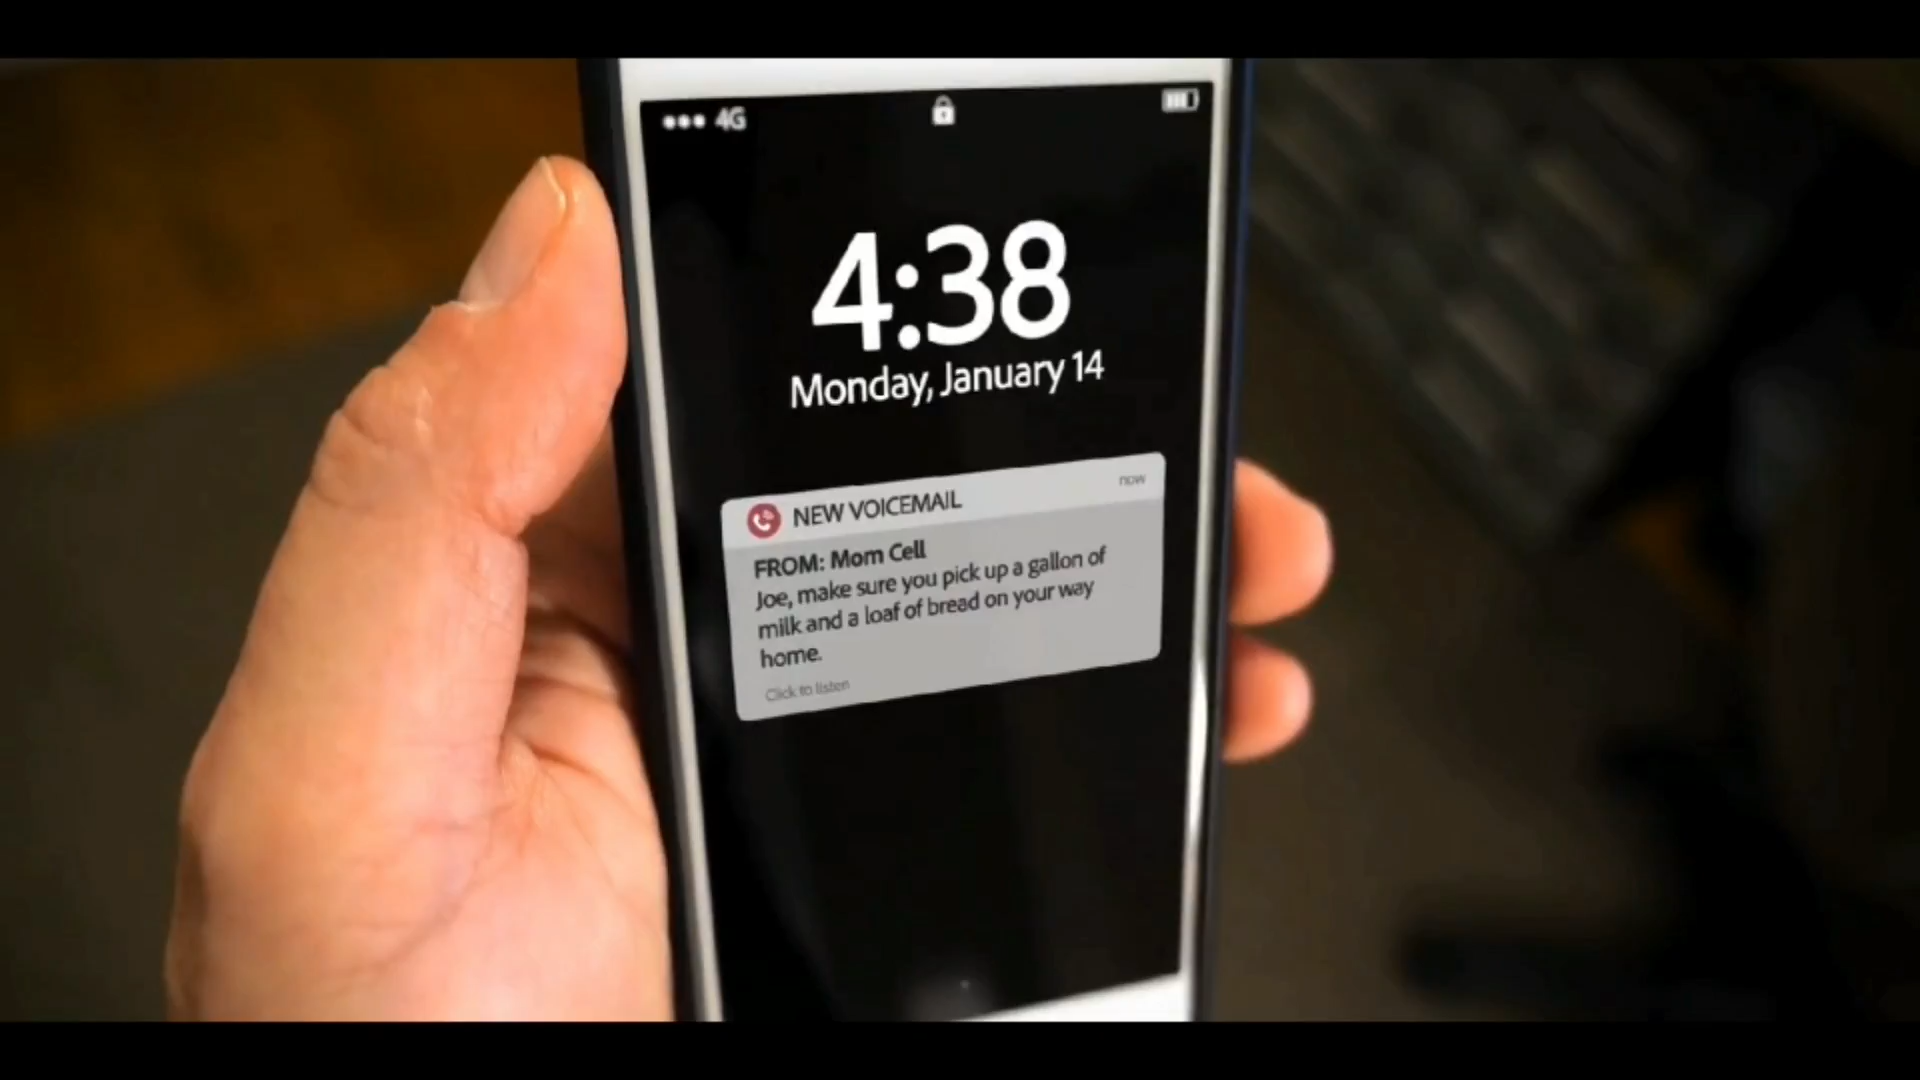 4G
4:38
Monday, January 14
NEW VOICEMAIL
now
FROM: Mom Cell
Joe, make sure you pick up a gallon of
milk and a loaf of bread on your way
home.
Click to listen